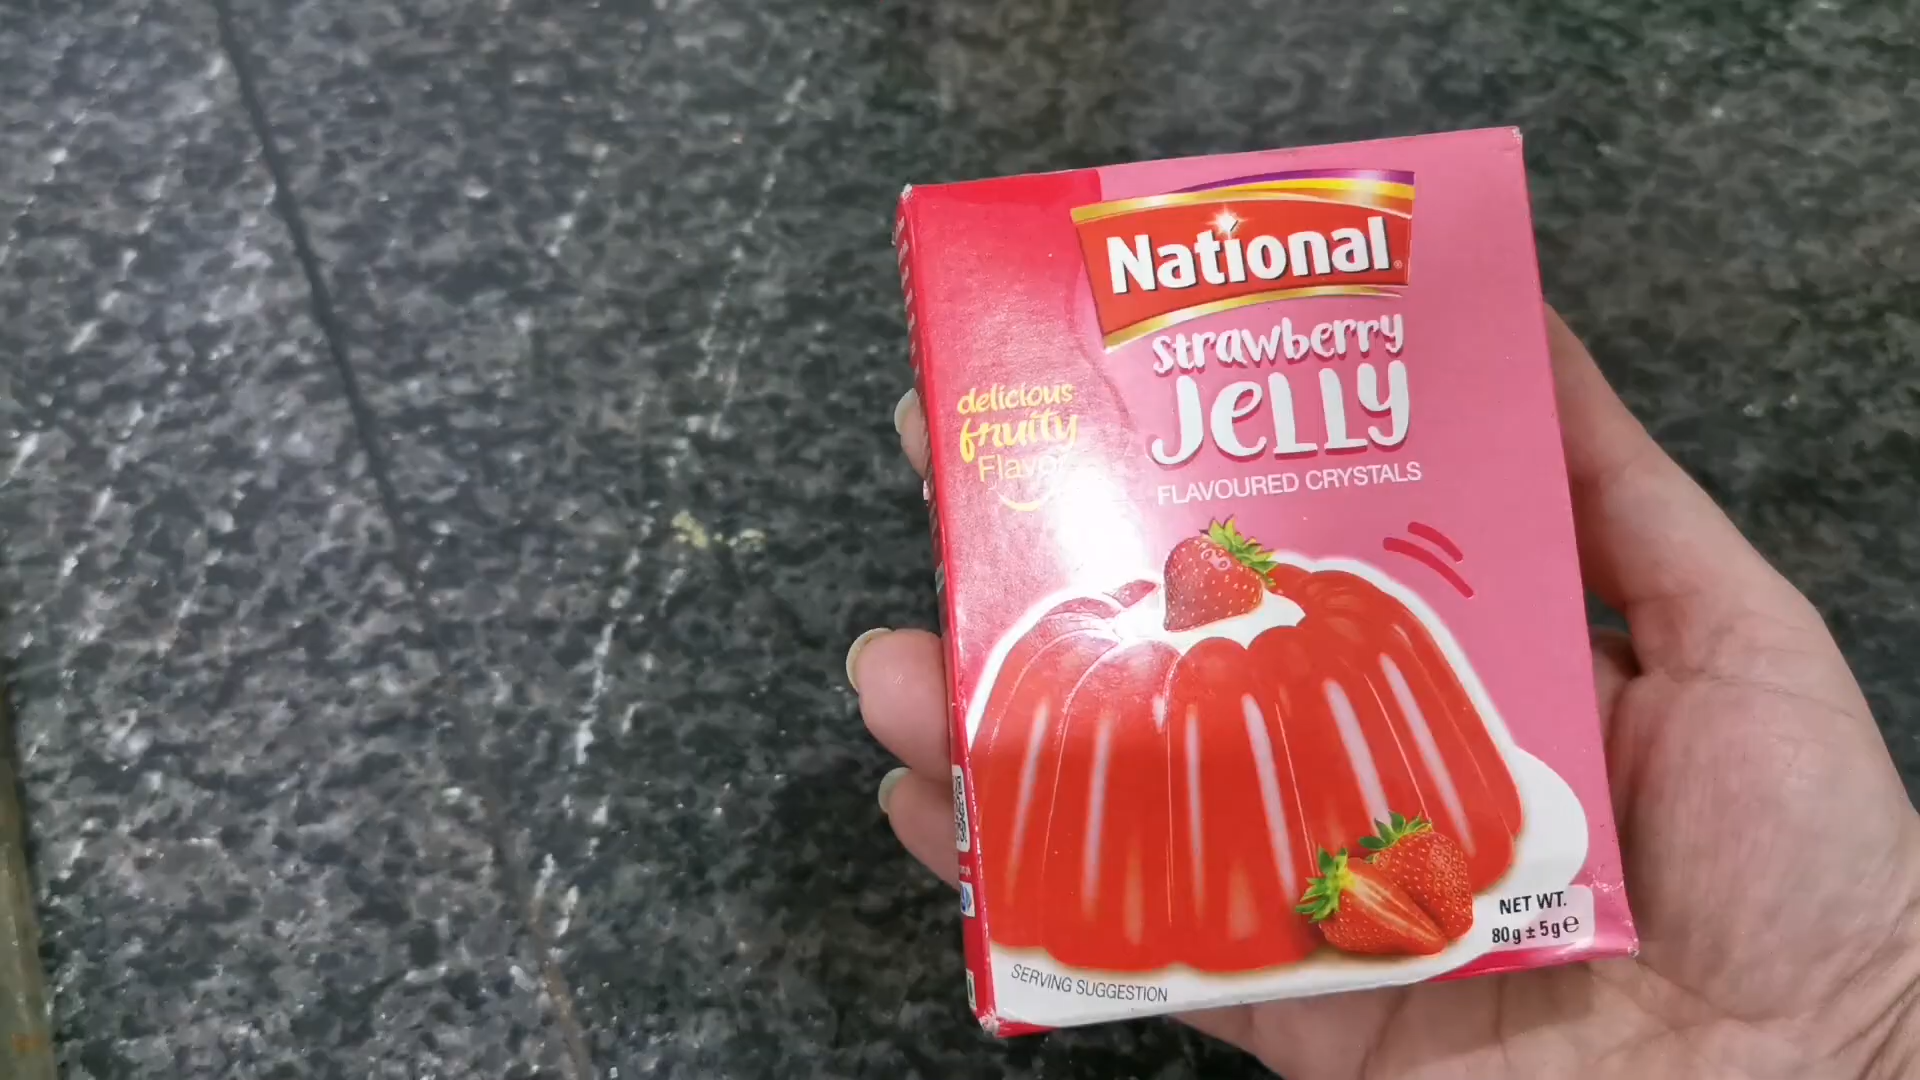 National
strawberry
JELLY
FLAVOURED CRYSTALS
delicious
fruity
NET WT.
80g ± 5g e
SERVING SUGGESTION